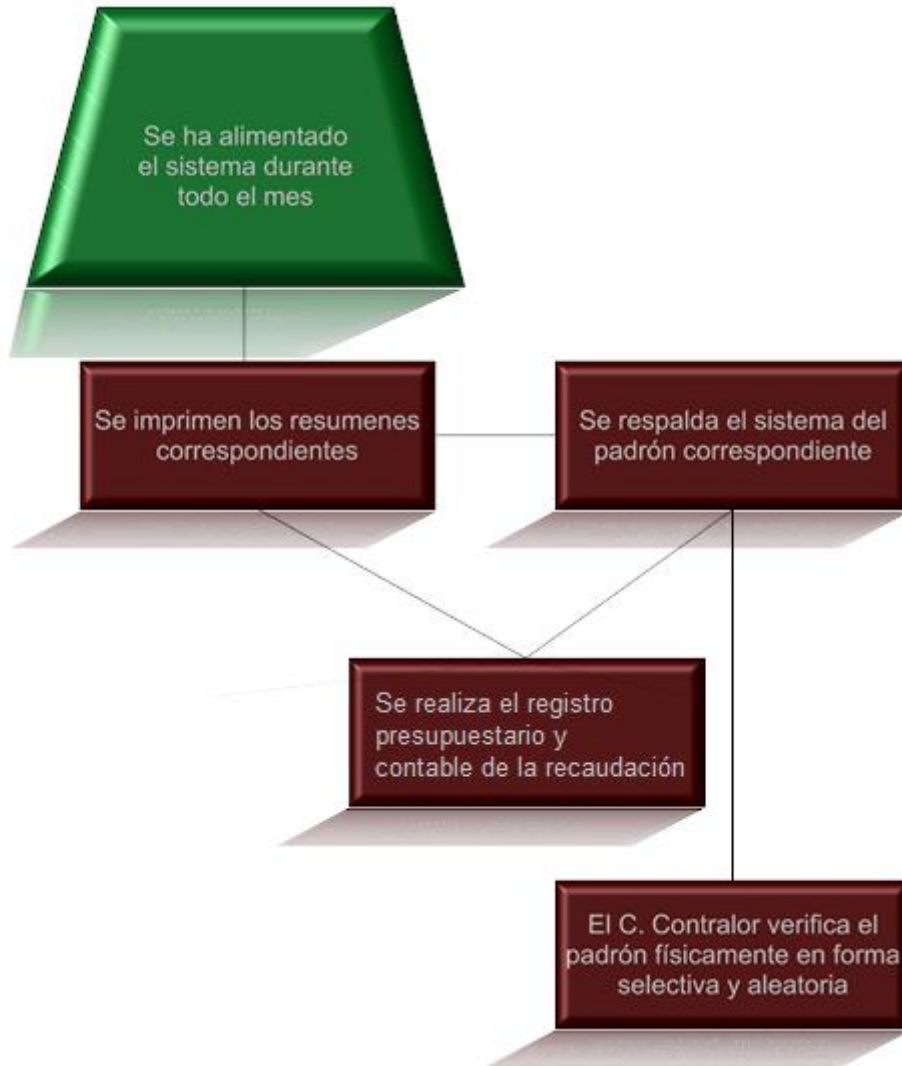 Se ha alimentado
el sistema durante
todo el mes
Se imprimen los resumenes
correspondientes
Se respalda el sistema del
padrón correspondiente
Se realiza el registro
presupuestario y
contable de la recaudación
El C. Contralor verifica el
padrón físicamente en forma
selectiva y aleatoria